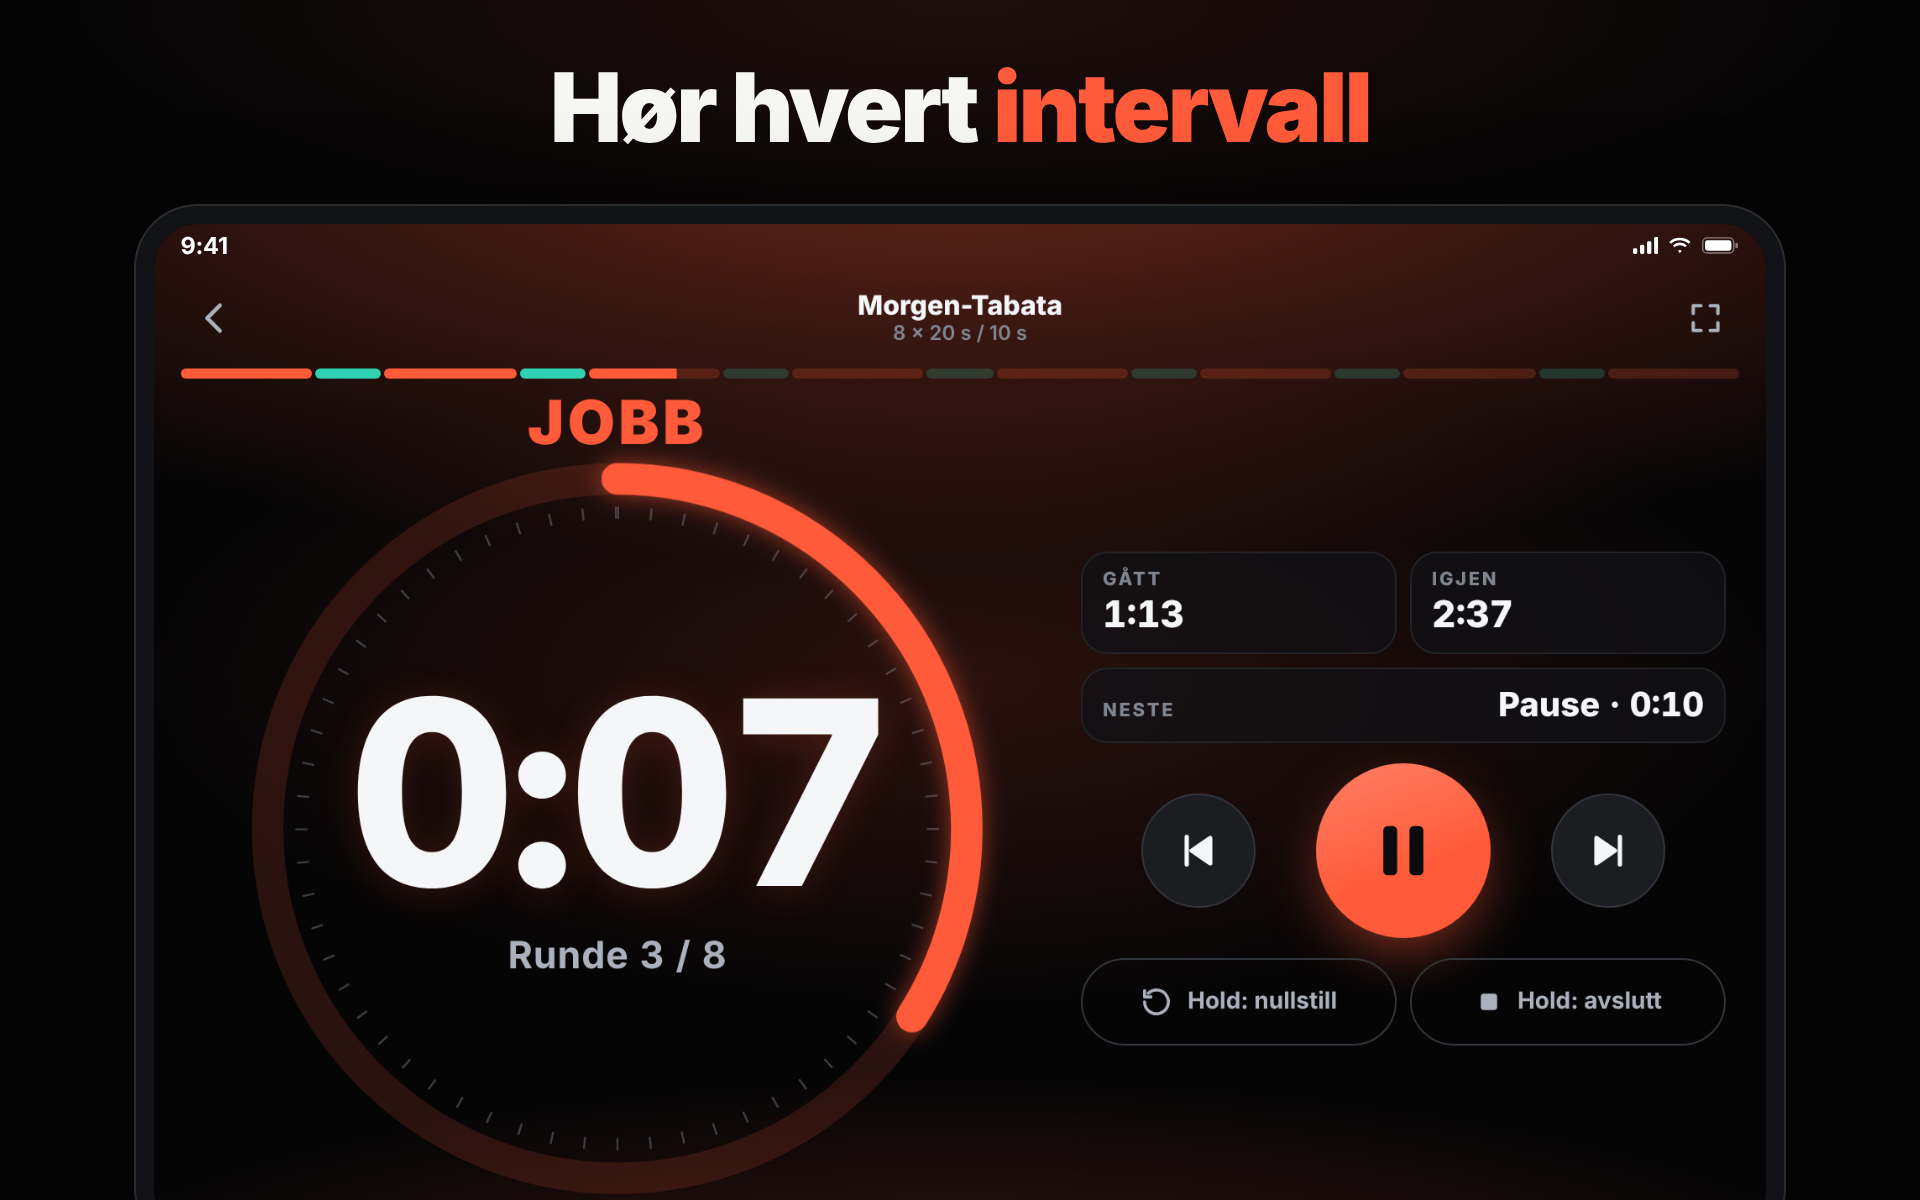 Hør hvert intervall
9:41
Morgen-Tabata
8 × 20 s / 10 s
JOBB
0:07
Runde 3 / 8
GÅTT
1:13
IGJEN
2:37
NESTE
Pause · 0:10
Hold: nullstill
Hold: avslutt